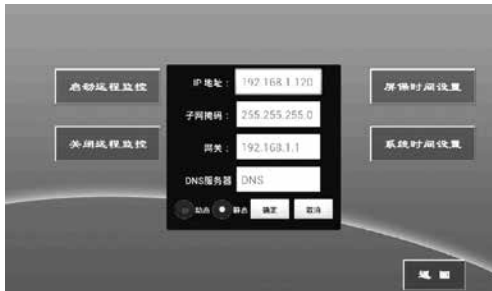 启动远程监控
关闭远程监控
IP地址：
192.168.1.120
子网掩码：
255.255.255.0
网关：
192.168.1.1
DNS服务器
DNS
动态
静态
确定
取消
屏保时间设置
系统时间设置
返回